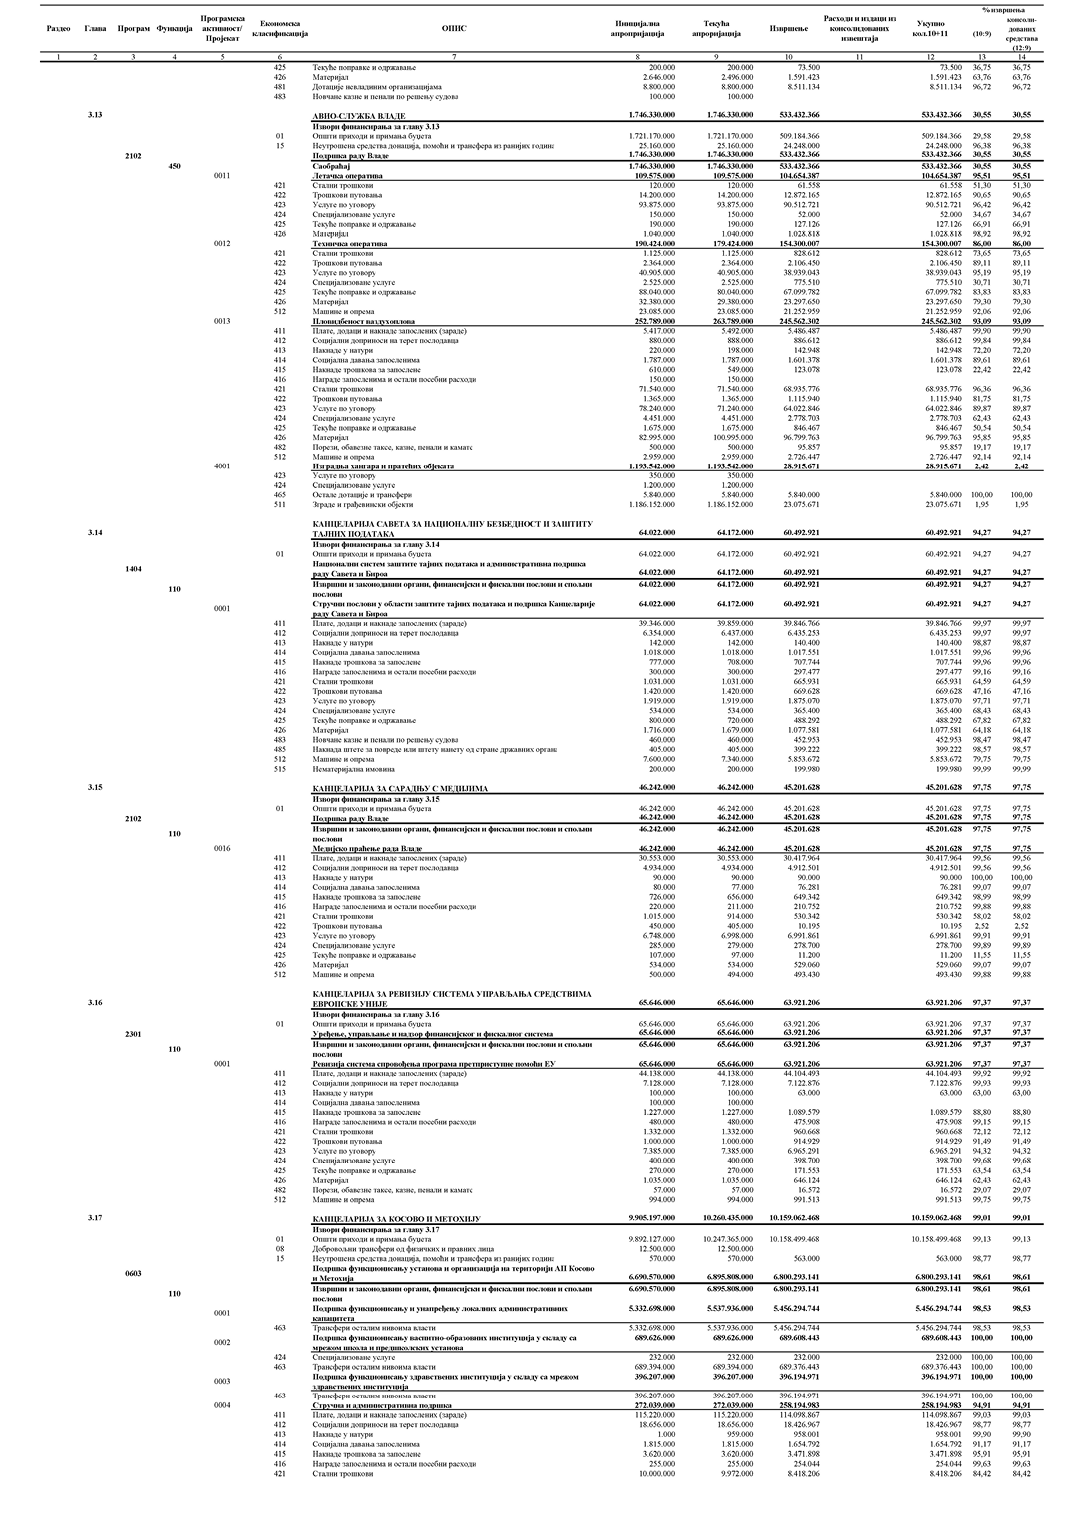 Раздео Глава Програм Функција Програмска активност/ Пројекат Економска класификација ОПИС Иницијална апропријација Текућа апројријација Извршење Расходи и издаци из консолидованих извештаја Укупно кол.10+11 % извршења (10:9) консоли-дованих средстава (12:9)
1 2 3 4 5 6 7 8 9 10 11 12 13 14
425 Текуће поправке и одржавање 200.000 200.000 73.500 73.500 36,75 36,75
426 Материјал 2.646.000 2.496.000 1.591.423 1.591.423 63,76 63,76
481 Дотације невладиним организацијама 8.800.000 8.800.000 8.511.134 8.511.134 96,72 96,72
483 Новчане казне и пенали по решењу судова 100.000 100.000
3.13 АВИО-СЛУЖБА ВЛАДЕ 1.746.330.000 1.746.330.000 533.432.366 533.432.366 30,55 30,55
Извори финансирања за главу 3.13
01 Општи приходи и примања буџета 1.721.170.000 1.721.170.000 509.184.366 509.184.366 29,58 29,58
15 Неутрошена средства донација, помоћи и трансфера из ранијих година 25.160.000 25.160.000 24.248.000 24.248.000 96,38 96,38
2102 Подршка раду Владе 1.746.330.000 1.746.330.000 533.432.366 533.432.366 30,55 30,55
450 Саобраћај 1.746.330.000 1.746.330.000 533.432.366 533.432.366 30,55 30,55
0011 Летачка оператива 109.575.000 109.575.000 104.654.387 104.654.387 95,51 95,51
421 Стални трошкови 120.000 120.000 61.558 61.558 51,30 51,30
422 Трошкови путовања 14.200.000 14.200.000 12.872.165 12.872.165 90,65 90,65
423 Услуге по уговору 93.875.000 93.875.000 90.512.721 90.512.721 96,42 96,42
424 Специјализоване услуге 150.000 150.000 52.000 52.000 34,67 34,67
425 Текуће поправке и одржавање 190.000 190.000 127.126 127.126 66,91 66,91
426 Материјал 1.040.000 1.040.000 1.028.818 1.028.818 98,92 98,92
0012 Техничка оператива 190.424.000 179.424.000 154.300.007 154.300.007 86,00 86,00
421 Стални трошкови 1.125.000 1.125.000 828.612 828.612 73,65 73,65
422 Трошкови путовања 2.364.000 2.364.000 2.106.450 2.106.450 89,11 89,11
423 Услуге по уговору 40.905.000 40.905.000 38.939.043 38.939.043 95,19 95,19
424 Специјализоване услуге 2.525.000 2.525.000 775.510 775.510 30,71 30,71
425 Текуће поправке и одржавање 88.040.000 80.040.000 67.099.782 67.099.782 83,83 83,83
426 Материјал 32.380.000 29.380.000 23.297.650 23.297.650 79,30 79,30
512 Машине и опрема 23.085.000 23.085.000 21.252.959 21.252.959 92,06 92,06
0013 Пловидбеност ваздухоплова 252.789.000 263.789.000 245.562.302 245.562.302 93,09 93,09
411 Плате, додаци и накнаде запослених (зараде) 5.417.000 5.492.000 5.486.487 5.486.487 99,90 99,90
412 Социјални доприноси на терет послодавца 880.000 888.000 886.612 886.612 99,84 99,84
413 Накнаде у натури 220.000 198.000 142.948 142.948 72,20 72,20
414 Социјална давања запосленима 1.787.000 1.787.000 1.601.378 1.601.378 89,61 89,61
415 Накнаде трошкова за запослене 610.000 549.000 123.078 123.078 22,42 22,42
416 Награде запосленима и остали посебни расходи 150.000 150.000
421 Стални трошкови 71.540.000 71.540.000 68.935.776 68.935.776 96,36 96,36
422 Трошкови путовања 1.365.000 1.365.000 1.115.940 1.115.940 81,75 81,75
423 Услуге по уговору 78.240.000 71.240.000 64.022.846 64.022.846 89,87 89,87
424 Специјализоване услуге 4.451.000 4.451.000 2.778.703 2.778.703 62,43 62,43
425 Текуће поправке и одржавање 1.675.000 1.675.000 846.467 846.467 50,54 50,54
426 Материјал 82.995.000 100.995.000 96.799.763 96.799.763 95,85 95,85
482 Порези, обавезне таксе, казне, пенали и камате 500.000 500.000 95.857 95.857 19,17 19,17
512 Машине и опрема 2.959.000 2.959.000 2.726.447 2.726.447 92,14 92,14
4001 Изградња хангара и пратећих објеката 1.193.542.000 1.193.542.000 28.915.671 28.915.671 2,42 2,42
423 Услуге по уговору 350.000 350.000
424 Специјализоване услуге 1.200.000 1.200.000
465 Остале дотације и трансфери 5.840.000 5.840.000 5.840.000 5.840.000 100,00 100,00
511 Зграде и грађевински објекти 1.186.152.000 1.186.152.000 23.075.671 23.075.671 1,95 1,95
КАНЦЕЛАРИЈА САВЕТА ЗА НАЦИОНАЛНУ БЕЗБЕДНОСТ И ЗАШТИТУ
3.14 ТАЈНИХ ПОДАТАКА 64.022.000 64.172.000 60.492.921 60.492.921 94,27 94,27
Извори финансирања за главу 3.14
01 Општи приходи и примања буџета 64.022.000 64.172.000 60.492.921 60.492.921 94,27 94,27
Национални систем заштите тајних података и административна подршка
1404 раду Савета и Бироа 64.022.000 64.172.000 60.492.921 60.492.921 94,27 94,27
110 Извршни и законодавни органи, финансијски и фискални послови и спољни 64.022.000 64.172.000 60.492.921 60.492.921 94,27 94,27
послови
0001 Стручни послови у области заштите тајних података и подршка Канцеларије 64.022.000 64.172.000 60.492.921 60.492.921 94,27 94,27
раду Савета и Бироа
411 Плате, додаци и накнаде запослених (зараде) 39.346.000 39.859.000 39.846.766 39.846.766 99,97 99,97
412 Социјални доприноси на терет послодавца 6.354.000 6.437.000 6.435.253 6.435.253 99,97 99,97
413 Накнаде у натури 142.000 142.000 140.400 140.400 98,87 98,87
414 Социјална давања запосленима 1.018.000 1.018.000 1.017.551 1.017.551 99,96 99,96
415 Накнаде трошкова за запослене 777.000 708.000 707.744 707.744 99,96 99,96
416 Награде запосленима и остали посебни расходи 300.000 300.000 297.477 297.477 99,16 99,16
421 Стални трошкови 1.031.000 1.031.000 665.931 665.931 64,59 64,59
422 Трошкови путовања 1.420.000 1.420.000 669.628 669.628 47,16 47,16
423 Услуге по уговору 1.919.000 1.919.000 1.875.070 1.875.070 97,71 97,71
424 Специјализоване услуге 534.000 534.000 365.400 365.400 68,43 68,43
425 Текуће поправке и одржавање 800.000 720.000 488.292 488.292 67,82 67,82
426 Материјал 1.716.000 1.679.000 1.077.581 1.077.581 64,18 64,18
483 Новчане казне и пенали по решењу судова 460.000 460.000 452.953 452.953 98,47 98,47
485 Накнада штете за повреде или штету нанету од стране државних органа 405.000 405.000 399.222 399.222 98,57 98,57
512 Машине и опрема 7.600.000 7.340.000 5.853.672 5.853.672 79,75 79,75
515 Нематеријална имовина 200.000 200.000 199.980 199.980 99,99 99,99
3.15 КАНЦЕЛАРИЈА ЗА САРАДЊУ С МЕДИЈИМА 46.242.000 46.242.000 45.201.628 45.201.628 97,75 97,75
Извори финансирања за главу 3.15
01 Општи приходи и примања буџета 46.242.000 46.242.000 45.201.628 45.201.628 97,75 97,75
2102 Подршка раду Владе 46.242.000 46.242.000 45.201.628 45.201.628 97,75 97,75
110 Извршни и законодавни органи, финансијски и фискални послови и спољни 46.242.000 46.242.000 45.201.628 45.201.628 97,75 97,75
послови
0016 Медијско праћење рада Владе 46.242.000 46.242.000 45.201.628 45.201.628 97,75 97,75
411 Плате, додаци и накнаде запослених (зараде) 30.553.000 30.553.000 30.417.964 30.417.964 99,56 99,56
412 Социјални доприноси на терет послодавца 4.934.000 4.934.000 4.912.501 4.912.501 99,56 99,56
413 Накнаде у натури 90.000 90.000 90.000 90.000 100,00 100,00
414 Социјална давања запосленима 80.000 77.000 76.281 76.281 99,07 99,07
415 Накнаде трошкова за запослене 726.000 656.000 649.342 649.342 98,99 98,99
416 Награде запосленима и остали посебни расходи 220.000 211.000 210.752 210.752 99,88 99,88
421 Стални трошкови 1.015.000 914.000 530.342 530.342 58,02 58,02
422 Трошкови путовања 450.000 405.000 10.195 10.195 2,52 2,52
423 Услуге по уговору 6.748.000 6.998.000 6.991.861 6.991.861 99,91 99,91
424 Специјализоване услуге 285.000 279.000 278.700 278.700 99,89 99,89
425 Текуће поправке и одржавање 107.000 97.000 11.200 11.200 11,55 11,55
426 Материјал 534.000 534.000 529.060 529.060 99,07 99,07
512 Машине и опрема 500.000 494.000 493.430 493.430 99,88 99,88
КАНЦЕЛАРИЈА ЗА РЕВИЗИЈУ СИСТЕМА УПРАВЉАЊА СРЕДСТВИМА
3.16 ЕВРОПСКЕ УНИЈЕ 65.646.000 65.646.000 63.921.206 63.921.206 97,37 97,37
Извори финансирања за главу 3.16
01 Општи приходи и примања буџета 65.646.000 65.646.000 63.921.206 63.921.206 97,37 97,37
2301 Уређење, управљање и надзор финансијског и фискалног система 65.646.000 65.646.000 63.921.206 63.921.206 97,37 97,37
110 Извршни и законодавни органи, финансијски и фискални послови и спољни 65.646.000 65.646.000 63.921.206 63.921.206 97,37 97,37
послови
0001 Ревизија система спровођења програма претприступне помоћи ЕУ 65.646.000 65.646.000 63.921.206 63.921.206 97,37 97,37
411 Плате, додаци и накнаде запослених (зараде) 44.138.000 44.138.000 44.104.493 44.104.493 99,92 99,92
412 Социјални доприноси на терет послодавца 7.128.000 7.128.000 7.122.876 7.122.876 99,93 99,93
413 Накнаде у натури 100.000 100.000 63.000 63.000 63,00 63,00
414 Социјална давања запосленима 100.000 100.000
415 Накнаде трошкова за запослене 1.227.000 1.227.000 1.089.579 1.089.579 88,80 88,80
416 Награде запосленима и остали посебни расходи 480.000 480.000 475.908 475.908 99,15 99,15
421 Стални трошкови 1.332.000 1.332.000 960.668 960.668 72,12 72,12
422 Трошкови путовања 1.000.000 1.000.000 914.929 914.929 91,49 91,49
423 Услуге по уговору 7.385.000 7.385.000 6.965.291 6.965.291 94,32 94,32
424 Специјализоване услуге 400.000 400.000 398.700 398.700 99,68 99,68
425 Текуће поправке и одржавање 270.000 270.000 171.553 171.553 63,54 63,54
426 Материјал 1.035.000 1.035.000 646.124 646.124 62,43 62,43
482 Порези, обавезне таксе, казне, пенали и камате 57.000 57.000 16.572 16.572 29,07 29,07
512 Машине и опрема 994.000 994.000 991.513 991.513 99,75 99,75
3.17 КАНЦЕЛАРИЈА ЗА КОСОВО И МЕТОХИЈУ 9.905.197.000 10.260.435.000 10.159.062.468 10.159.062.468 99,01 99,01
Извори финансирања за главу 3.17
01 Општи приходи и примања буџета 9.892.127.000 10.247.365.000 10.158.499.468 10.158.499.468 99,13 99,13
08 Добровољни трансфери од физичких и правних лица 12.500.000 12.500.000
15 Неутрошена средства донација, помоћи и трансфера из ранијих година 570.000 570.000 563.000 563.000 98,77 98,77
Подршка функционисању установа и организација на територији АП Косово
0603 и Метохија 6.690.570.000 6.895.808.000 6.800.293.141 6.800.293.141 98,61 98,61
110 Извршни и законодавни органи, финансијски и фискални послови и спољни 6.690.570.000 6.895.808.000 6.800.293.141 6.800.293.141 98,61 98,61
послови
0001 Подршка функционисању и унапређењу локалних административних 5.332.698.000 5.537.936.000 5.456.294.744 5.456.294.744 98,53 98,53
капацитета
463 Трансфери осталим нивоима власти 5.332.698.000 5.537.936.000 5.456.294.744 5.456.294.744 98,53 98,53
0002 Подршка функционисању васпитно-образовних институција у складу са 689.626.000 689.626.000 689.608.443 689.608.443 100,00 100,00
мрежом школа и предшколских установа
424 Специјализоване услуге 232.000 232.000 232.000 232.000 100,00 100,00
463 Трансфери осталим нивоима власти 689.394.000 689.394.000 689.376.443 689.376.443 100,00 100,00
0003 Подршка функционисању здравствених институција у складу са мрежом 396.207.000 396.207.000 396.194.971 396.194.971 100,00 100,00
здравствених институција
463 Трансфери осталим нивоима власти 396.207.000 396.207.000 396.194.971 396.194.971 100,00 100,00
0004 Стручна и административна подршка 272.039.000 272.039.000 258.194.983 258.194.983 94,91 94,91
411 Плате, додаци и накнаде запослених (зараде) 115.220.000 115.220.000 114.098.867 114.098.867 99,03 99,03
412 Социјални доприноси на терет послодавца 18.656.000 18.656.000 18.426.967 18.426.967 98,77 98,77
413 Накнаде у натури 1.000 959.000 958.001 958.001 99,90 99,90
414 Социјална давања запосленима 1.815.000 1.815.000 1.654.792 1.654.792 91,17 91,17
415 Накнаде трошкова за запослене 3.620.000 3.620.000 3.471.898 3.471.898 95,91 95,91
416 Награде запосленима и остали посебни расходи 255.000 255.000 254.044 254.044 99,63 99,63
421 Стални трошкови 10.000.000 9.972.000 8.418.206 8.418.206 84,42 84,42